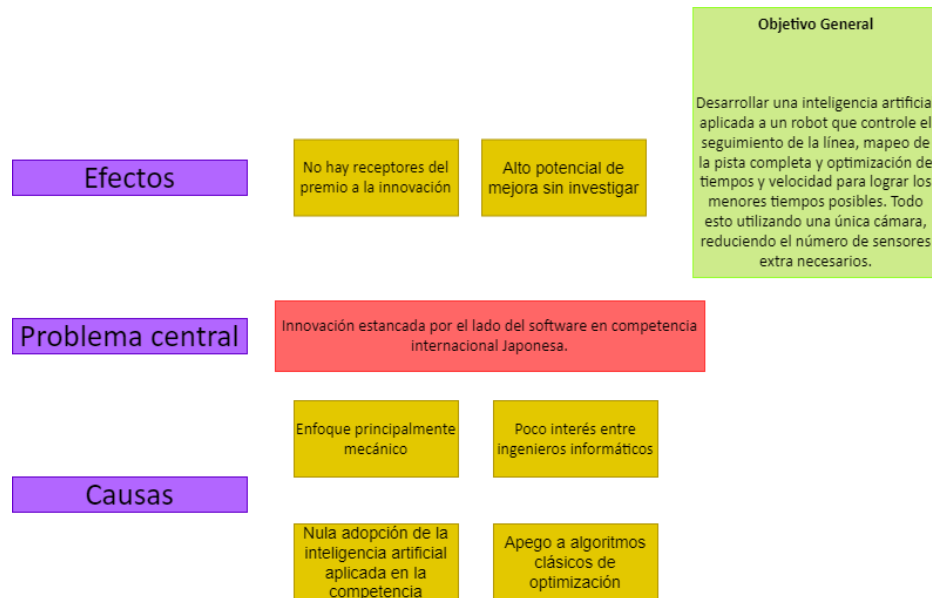 Objetivo General
Desarrollar una inteligencia artificia
aplicada a un robot que controle el
seguimiento de la línea, mapeo de
la pista completa y optimización de
tiempos y velocidad para lograr los
menores tiempos posibles. Todo
esto utilizando una única cámara,
reduciendo el número de sensores
extra necesarios.
Efectos
No hay receptores del
premio a la innovación
Alto potencial de
mejora sin investigar
Problema central
Innovación estancada por el lado del software en competencia
internacional Japonesa.
Causas
Enfoque principalmente
mecánico
Poco interés entre
ingenieros informáticos
Nula adopción de la
inteligencia artificial
aplicada en la
competencia
Apego a algoritmos
clásicos de
optimización